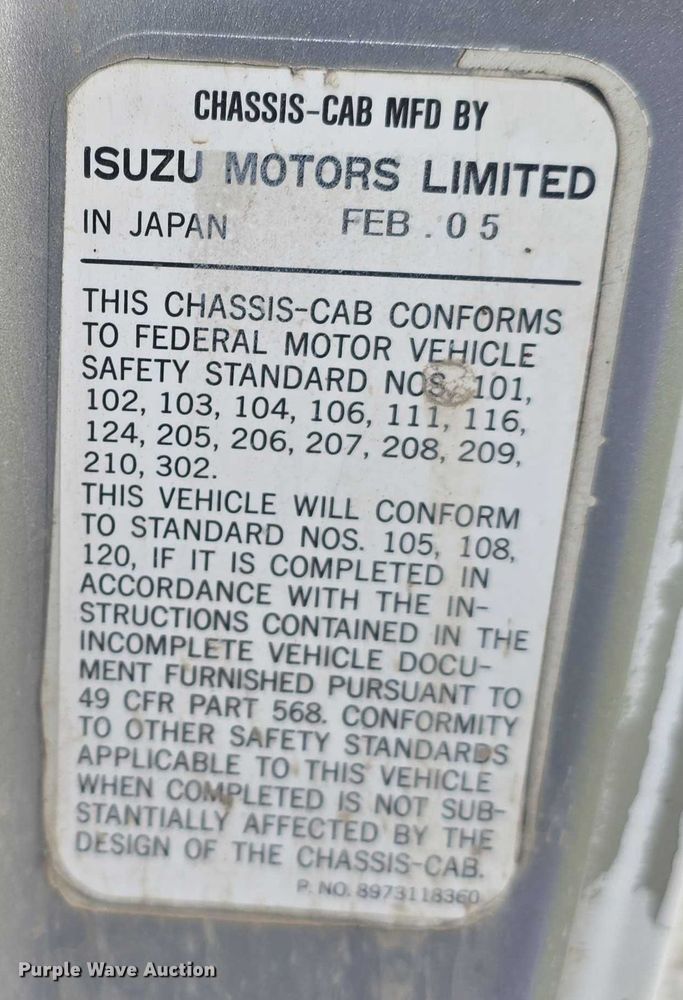 CHASSIS-CAB MFD BY
ISUZU MOTORS LIMITED
IN JAPAN FEB . 05
THIS CHASSIS-CAB CONFORMS
TO FEDERAL MOTOR VEHICLE
SAFETY STANDARD NOS. 101,
102, 103, 104, 106, 111, 116,
124, 205, 206, 207, 208, 209,
210, 302.
THIS VEHICLE WILL CONFORM
TO STANDARD NOS. 105, 108,
120, IF IT IS COMPLETED IN
ACCORDANCE WITH THE IN-
STRUCTIONS CONTAINED IN THE
INCOMPLETE VEHICLE DOCU-
MENT FURNISHED PURSUANT TO
49 CFR PART 568. CONFORMITY
TO OTHER SAFETY STANDARDS
APPLICABLE TO THIS VEHICLE
WHEN COMPLETED IS NOT SUB-
STANTIALLY AFFECTED BY THE
DESIGN OF THE CHASSIS-CAB.
P. NO. 8973118360
Purple Wave Auction